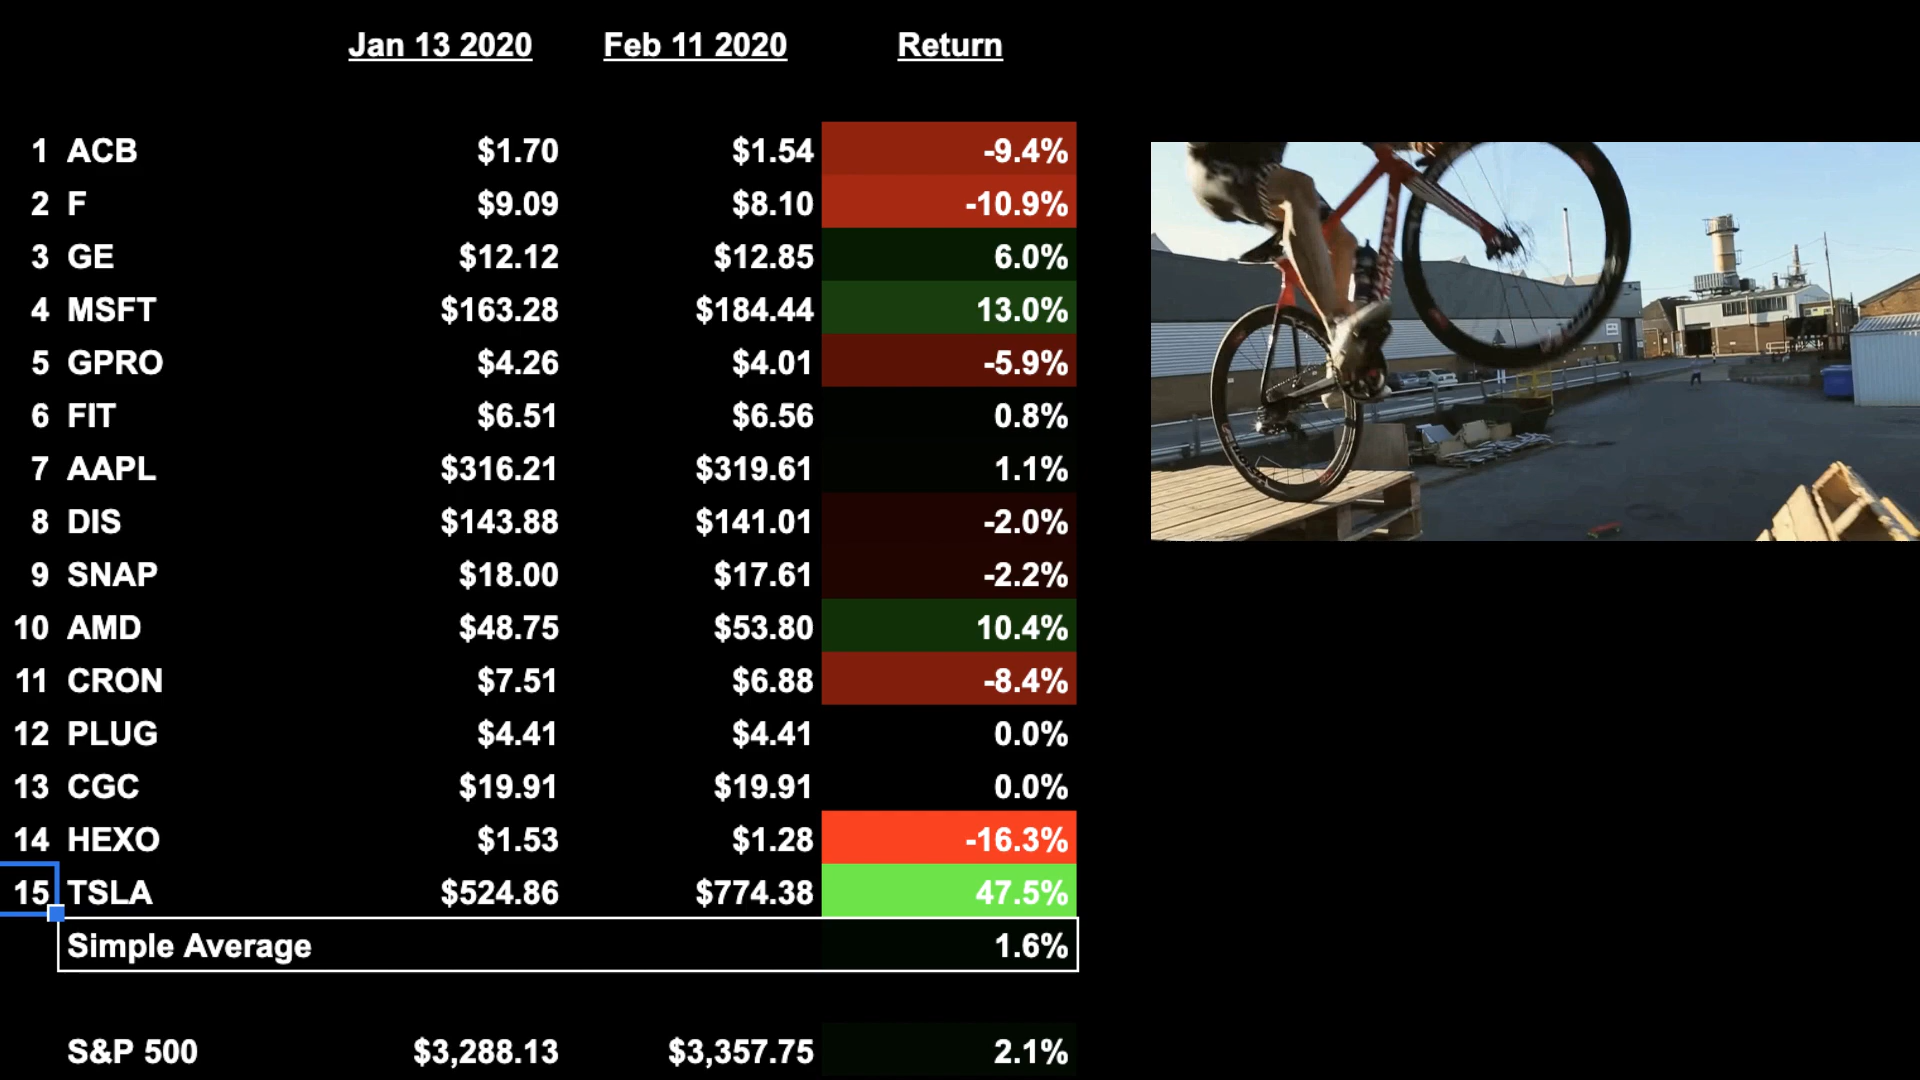 Jan 13 2020 Feb 11 2020 Return
1 ACB $1.70 $1.54 -9.4%
2 F $9.09 $8.10 -10.9%
3 GE $12.12 $12.85 6.0%
4 MSFT $163.28 $184.44 13.0%
5 GPRO $4.26 $4.01 -5.9%
6 FIT $6.51 $6.56 0.8%
7 AAPL $316.21 $319.61 1.1%
8 DIS $143.88 $141.01 -2.0%
9 SNAP $18.00 $17.61 -2.2%
10 AMD $48.75 $53.80 10.4%
11 CRON $7.51 $6.88 -8.4%
12 PLUG $4.41 $4.41 0.0%
13 CGC $19.91 $19.91 0.0%
14 HEXO $1.53 $1.28 -16.3%
15 TSLA $524.86 $774.38 47.5%
Simple Average 1.6%
S&P 500 $3,288.13 $3,357.75 2.1%